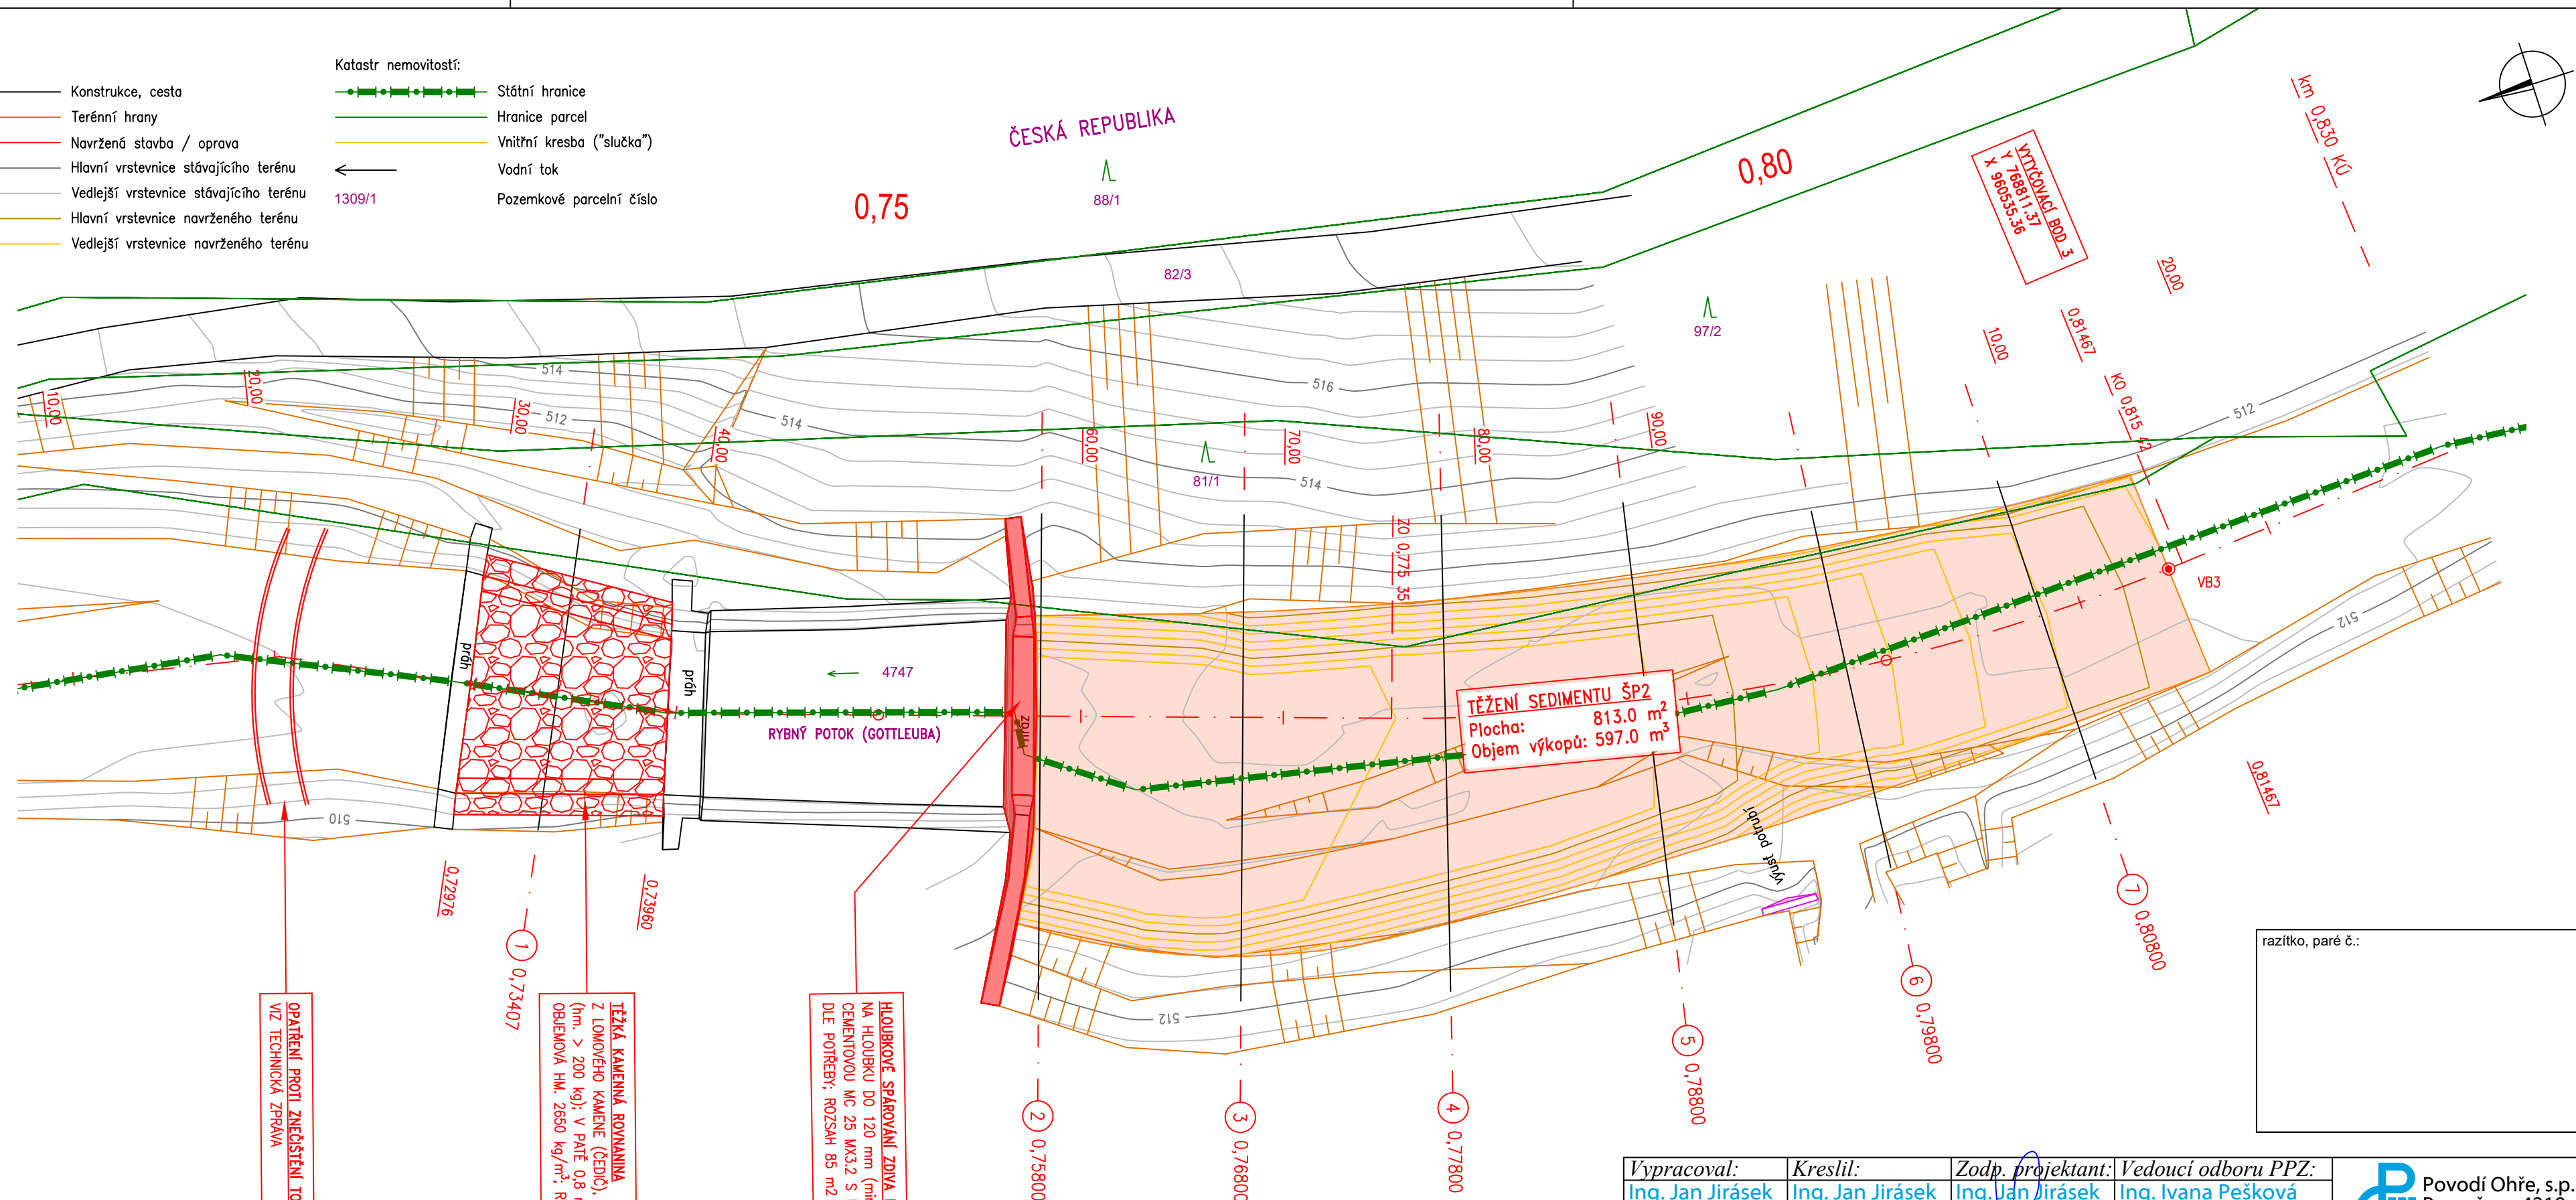 Konstrukce, cesta
Terénní hrany
Navržená stavba / oprava
Hlavní vrstevnice stávajícího terénu
Vedlejší vrstevnice stávajícího terénu
Hlavní vrstevnice navrženého terénu
Vedlejší vrstevnice navrženého terénu
Katastr nemovitostí:
Státní hranice
Hranice parcel
Vnitřní kresba ("slučka")
Vodní tok
1309/1
Pozemkové parcelní číslo
ČESKÁ REPUBLIKA
88/1
0,75
0,80
82/3
97/2
81/1
VYTYČOVACÍ BOD 3
Y 768811.37
X 960535.36
km 0,830 KÚ
20,00
0,81467
10,00
KO 0,815 42
10,00
20,00
30,00
40,00
60,00
70,00
80,00
90,00
514
512
514
516
514
512
512
510
512
ZO 0,775 35
VB3
práh
práh
4747
RYBNÝ POTOK (GOTTLEUBA)
TĚŽENÍ SEDIMENTU ŠP2
Plocha: 813.0 m²
Objem výkopů: 597.0 m³
výusť potrubí
0,81467
0,72976
0,73960
1 0,73407
2 0,75800
3 0,76800
4 0,77800
5 0,78800
6 0,79800
7 0,80800
OPATŘENÍ PROTI ZNEČIŠTĚNÍ
VIZ TECHNICKÁ ZPRÁVA
TĚŽKÁ KAMENNÁ ROVNANINA
Z LOMOVÉHO KAMENE (ČEDIČ),
(hm. > 200 kg); V PATĚ 0,8
OBJEMOVÁ HM. 2650 kg/m³;
HLOUBKOVÉ SPÁROVÁNÍ ZDIVA
NA HLOUBKU DO 120 mm
CEMENTOVOU MC 25 MX3.2 S
DLE POTŘEBY; ROZSAH 85 m2
razítko, paré č.:
Vypracoval: Kreslil: Zodp. projektant: Vedoucí odboru PPZ:
Ing. Jan Jirásek Ing. Jan Jirásek Ing. Jan Jirásek Ing. Ivana Pešková
Povodí Ohře, s.p.